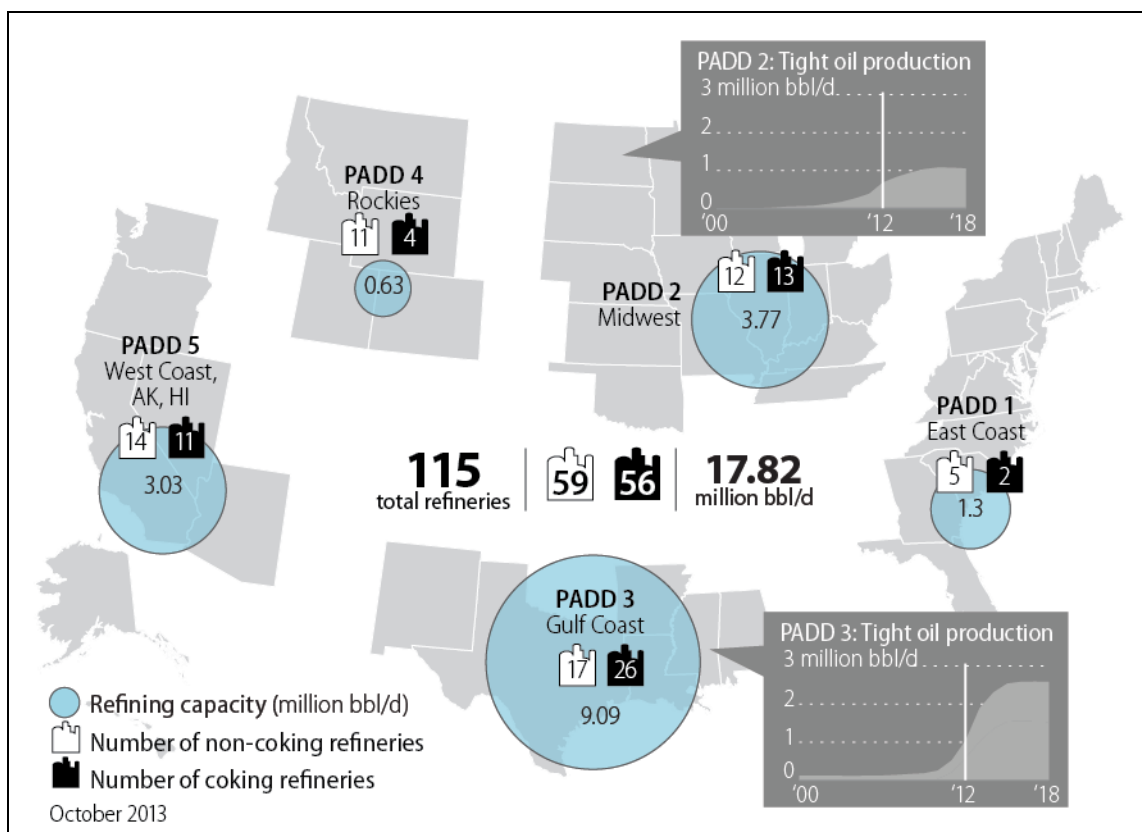 PADD 2: Tight oil production
3 million bbl/d
2
1
0
'00
'12
'18
PADD 4
Rockies
11
4
0.63
12
13
PADD 2
Midwest
3.77
PADD 5
West Coast,
AK, HI
14
11
3.03
PADD 1
East Coast
5
2
1.3
115
total refineries
59
56
17.82
million bbl/d
PADD 3
Gulf Coast
17
26
9.09
PADD 3: Tight oil production
3 million bbl/d
2
1
0
'00
'12
'18
Refining capacity (million bbl/d)
Number of non-coking refineries
Number of coking refineries
October 2013